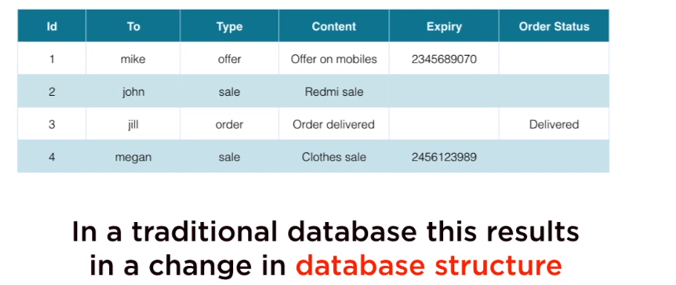 Id To Type Content Expiry Order Status
1 mike offer Offer on mobiles 2345689070
2 john sale Redmi sale
3 jill order Order delivered Delivered
4 megan sale Clothes sale 2456123989
In a traditional database this results
in a change in database structure